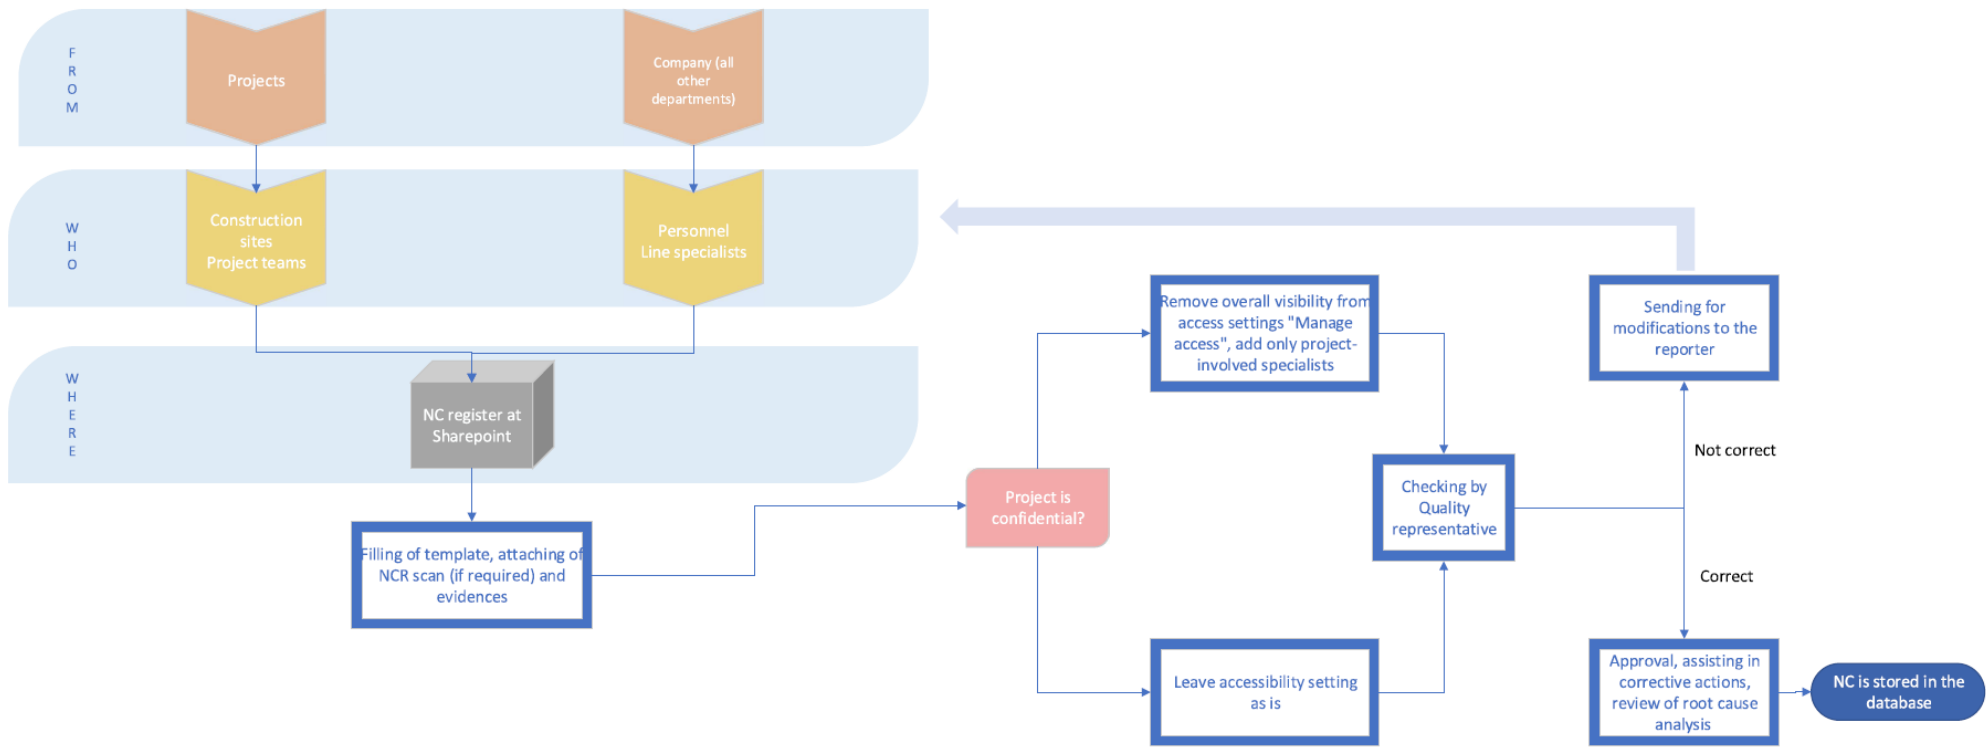 F
R
O
M
Projects
Company (all
other
departments)
W
H
O
Construction
sites
Project teams
Personnel
Line specialists
W
H
E
R
E
NC register at
Sharepoint
Filling of template, attaching of
NCR scan (if required) and
evidences
Project is
confidential?
Remove overall visibility from
access settings "Manage
access", add only project-
involved specialists
Leave accessibility setting
as is
Checking by
Quality
representative
Sending for
modifications to the
reporter
Not correct
Correct
Approval, assisting in
corrective actions,
review of root cause
analysis
NC is stored in the
database